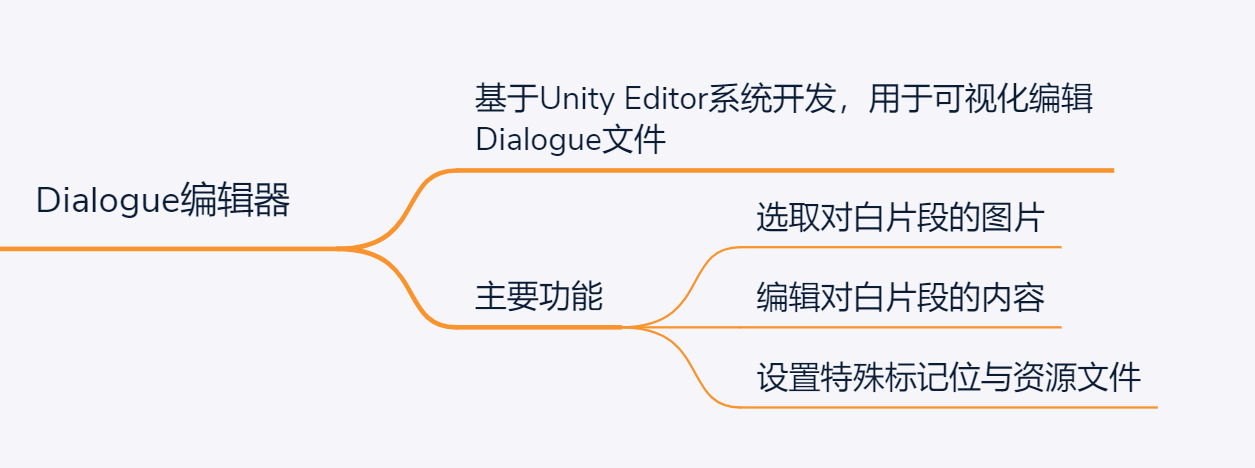 基于Unity Editor系统开发，用于可视化编辑
Dialogue文件
Dialogue编辑器
选取对白片段的图片
主要功能
编辑对白片段的内容
设置特殊标记位与资源文件